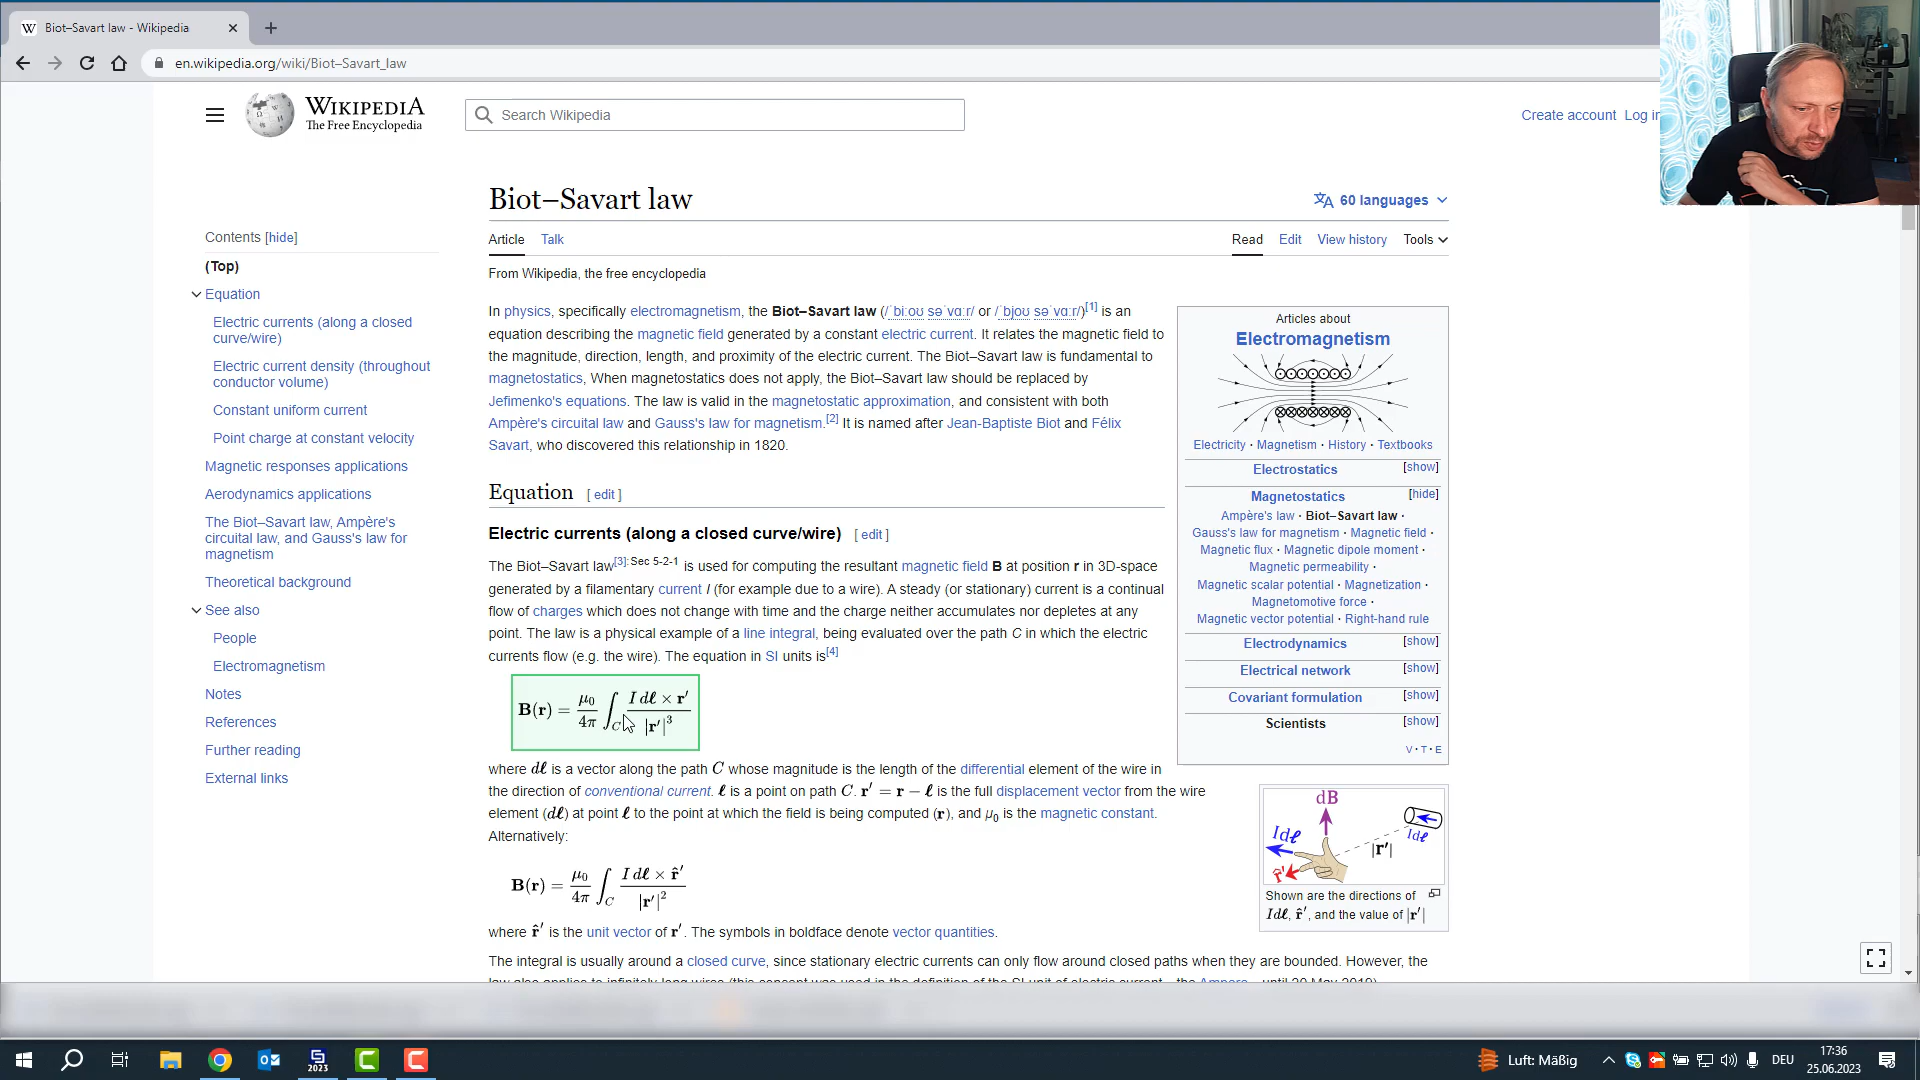 Biot–Savart law - Wikipedia
en.wikipedia.org/wiki/Biot–Savart_law
WIKIPEDIA
The Free Encyclopedia
Search Wikipedia
Create account Log in
Biot–Savart law
60 languages
Article Talk
Read Edit View history Tools
From Wikipedia, the free encyclopedia
Contents [hide]
(Top)
Equation
Electric currents (along a closed
curve/wire)
Electric current density (throughout
conductor volume)
Constant uniform current
Point charge at constant velocity
Magnetic responses applications
Aerodynamics applications
The Biot–Savart law, Ampère's
circuital law, and Gauss's law for
magnetism
Theoretical background
See also
People
Electromagnetism
Notes
References
Further reading
External links
In physics, specifically electromagnetism, the Biot–Savart law (/ˈbiːoʊ səˈvɑːr/ or /ˈbjoʊ səˈvɑːr/)[1] is an
equation describing the magnetic field generated by a constant electric current. It relates the magnetic field to
the magnitude, direction, length, and proximity of the electric current. The Biot–Savart law is fundamental to
magnetostatics, When magnetostatics does not apply, the Biot–Savart law should be replaced by
Jefimenko's equations. The law is valid in the magnetostatic approximation, and consistent with both
Ampère's circuital law and Gauss's law for magnetism.[2] It is named after Jean-Baptiste Biot and Félix
Savart, who discovered this relationship in 1820.
Equation [ edit ]
Electric currents (along a closed curve/wire) [ edit ]
The Biot–Savart law[3]: Sec 5-2-1 is used for computing the resultant magnetic field B at position r in 3D-space
generated by a filamentary current I (for example due to a wire). A steady (or stationary) current is a continual
flow of charges which does not change with time and the charge neither accumulates nor depletes at any
point. The law is a physical example of a line integral, being evaluated over the path C in which the electric
currents flow (e.g. the wire). The equation in SI units is[4]
B(r) = μ0/4π ∫C I dℓ × r′ / |r′|³
where dℓ is a vector along the path C whose magnitude is the length of the differential element of the wire in
the direction of conventional current. ℓ is a point on path C. r′ = r − ℓ is the full displacement vector from the wire
element (dℓ) at point ℓ to the point at which the field is being computed (r), and μ0 is the magnetic constant.
Alternatively:
B(r) = μ0/4π ∫C I dℓ × r̂′ / |r′|²
where r̂′ is the unit vector of r′. The symbols in boldface denote vector quantities.
The integral is usually around a closed curve, since stationary electric currents can only flow around closed paths when they are bounded. However, the
Articles about
Electromagnetism
Electricity · Magnetism · History · Textbooks
Electrostatics [show]
Magnetostatics [hide]
Ampère's law · Biot–Savart law ·
Gauss's law for magnetism · Magnetic field ·
Magnetic flux · Magnetic dipole moment ·
Magnetic permeability ·
Magnetic scalar potential · Magnetization ·
Magnetomotive force ·
Magnetic vector potential · Right-hand rule
Electrodynamics [show]
Electrical network [show]
Covariant formulation [show]
Scientists [show]
V · T · E
dB
Idℓ
Idℓ
|r′|
r̂′
Shown are the directions of
Idℓ, r̂′, and the value of |r′|
2023
Luft: Mäßig
DEU
17:36
25.06.2023